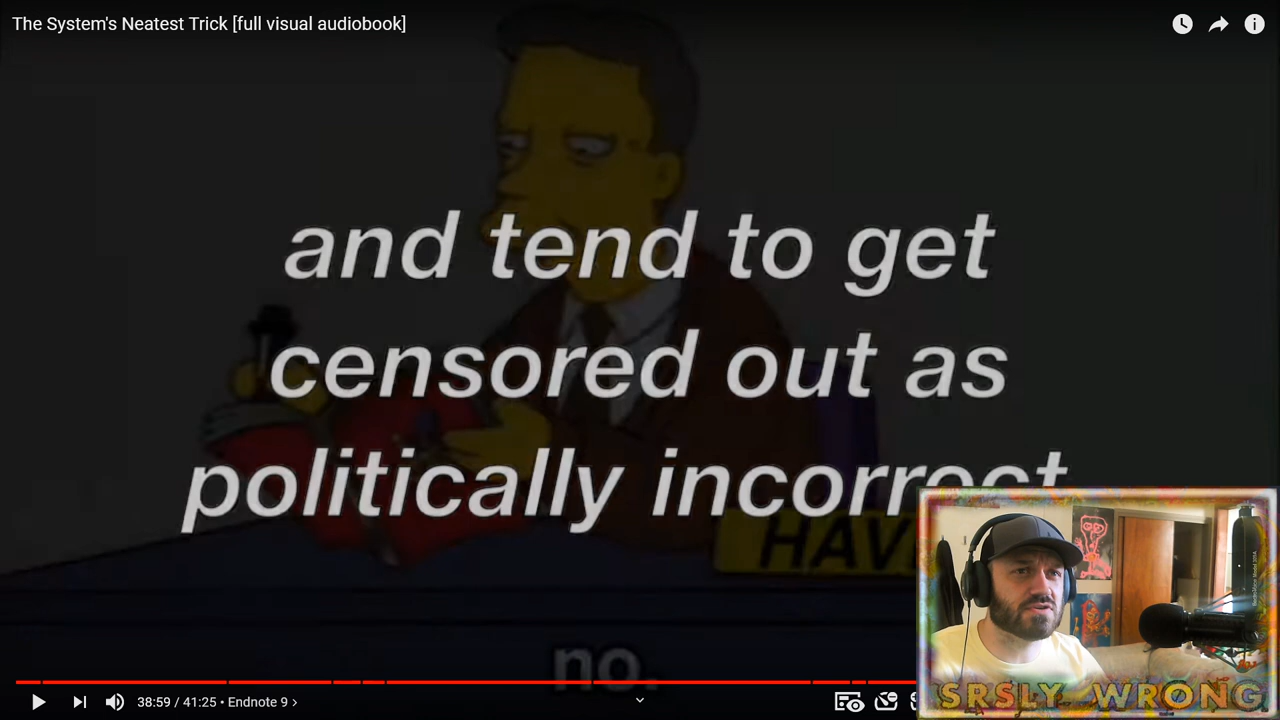 The System's Neatest Trick [full visual audiobook]
and tend to get
censored out as
politically incorrect
HAV
no.
38:59 / 41:25 • Endnote 9 ›
SRSLY WRONG